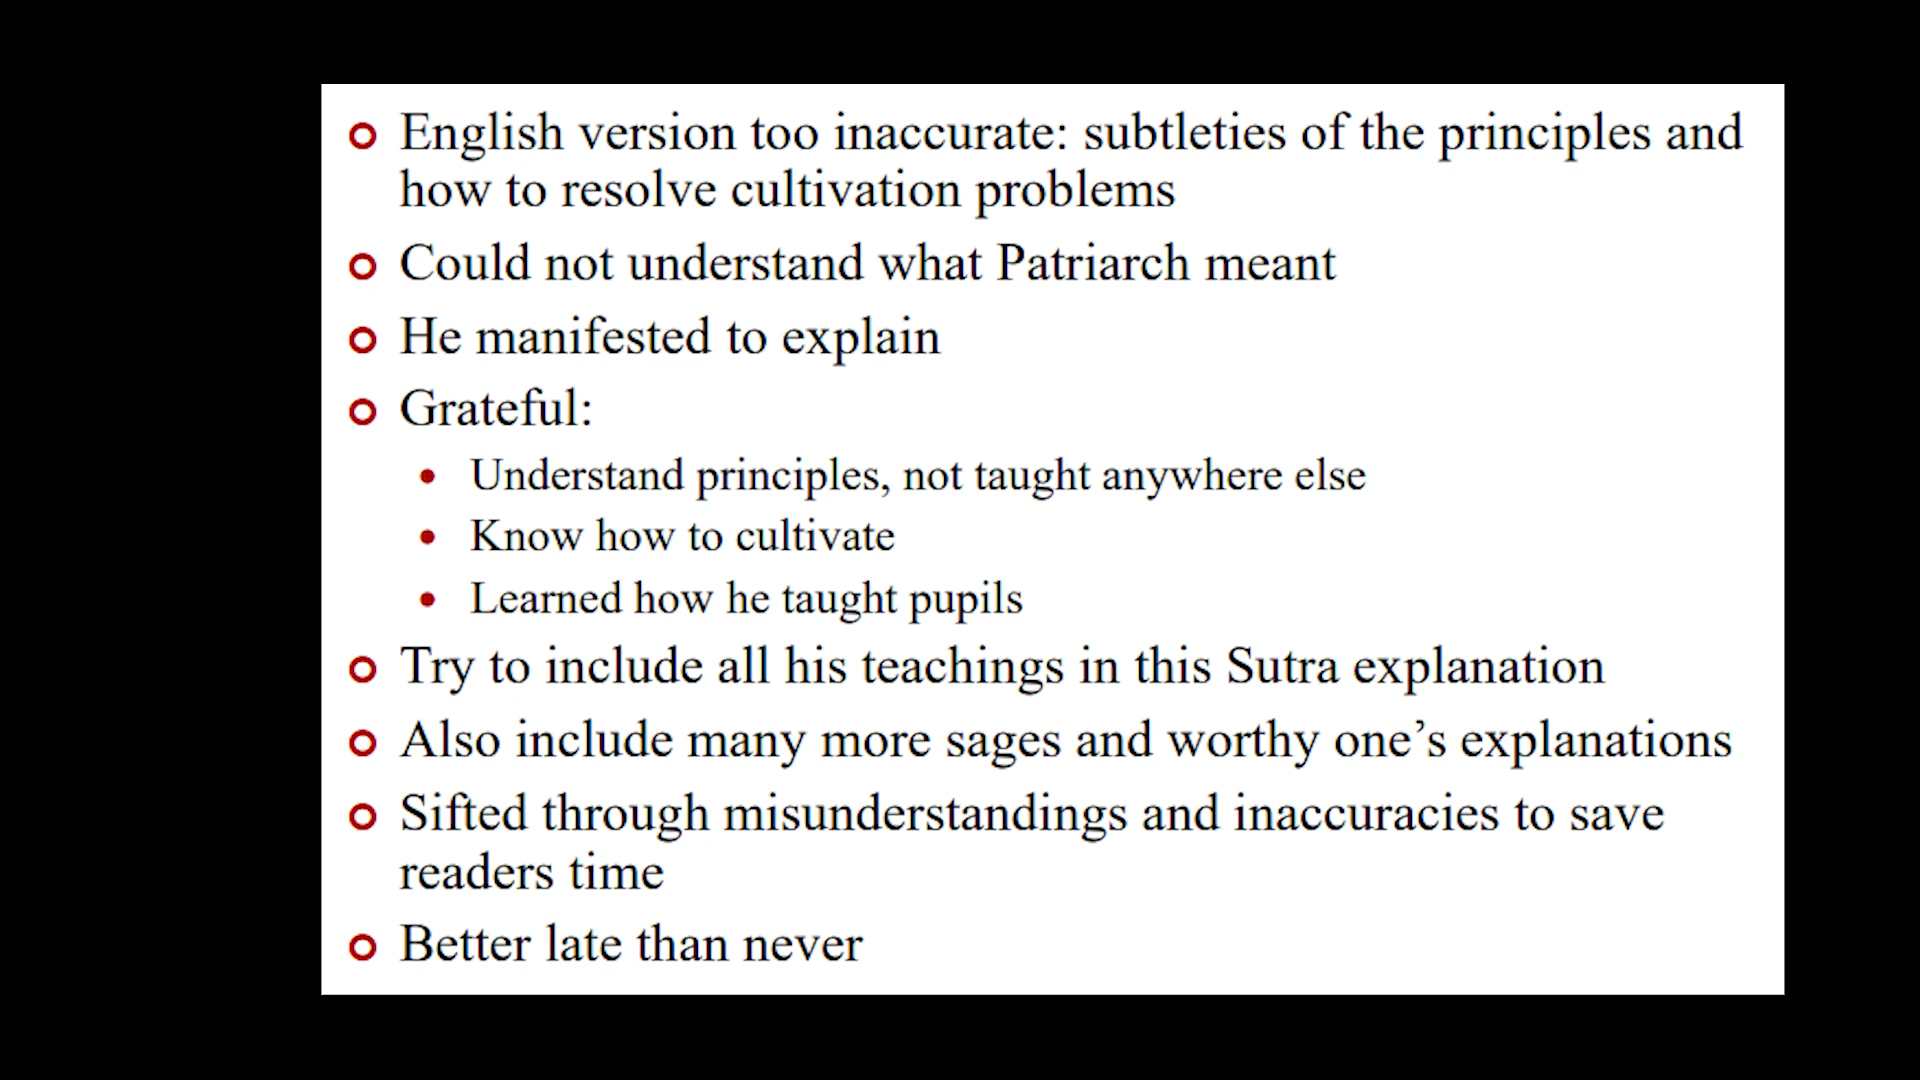 English version too inaccurate: subtleties of the principles and
how to resolve cultivation problems
Could not understand what Patriarch meant
He manifested to explain
Grateful:
Understand principles, not taught anywhere else
Know how to cultivate
Learned how he taught pupils
Try to include all his teachings in this Sutra explanation
Also include many more sages and worthy one’s explanations
Sifted through misunderstandings and inaccuracies to save
readers time
Better late than never